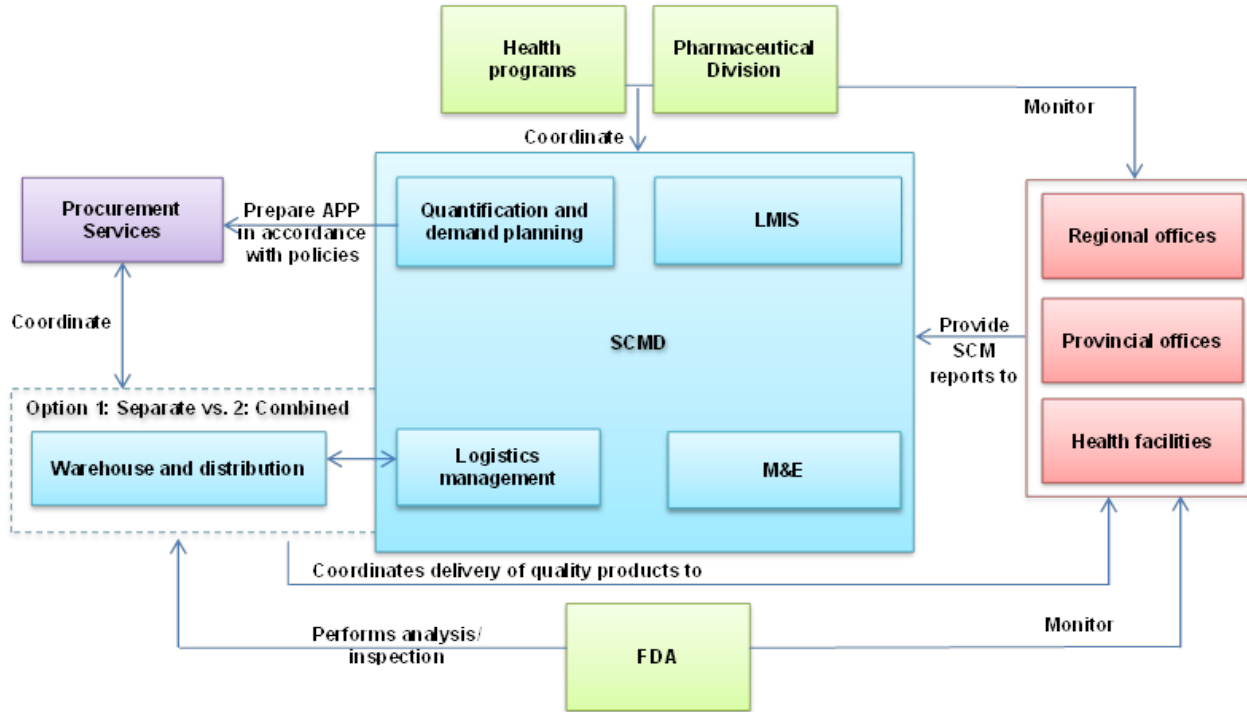 Health
programs
Pharmaceutical
Division
Coordinate
Monitor
Procurement
Services
Prepare APP
in accordance
with policies
Quantification and
demand planning
LMIS
Regional offices
Coordinate
SCMD
Provide
SCM
reports to
Provincial offices
Option 1: Separate vs. 2: Combined
Warehouse and distribution
Logistics
management
M&E
Health facilities
Coordinates delivery of quality products to
Performs analysis/
inspection
FDA
Monitor